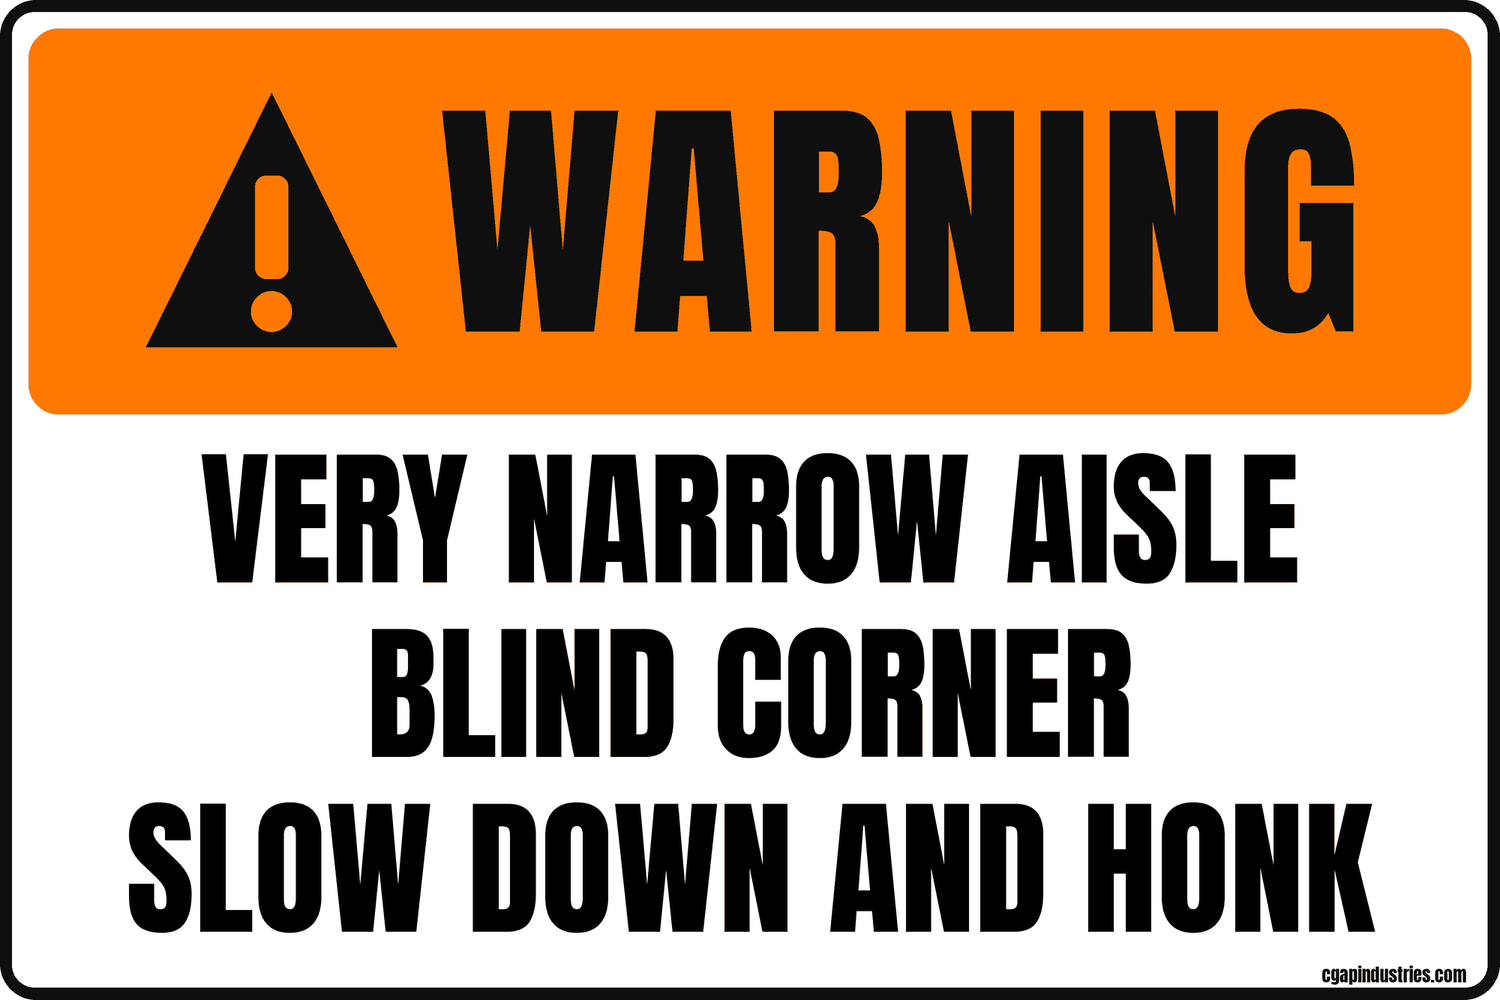 WARNING
VERY NARROW AISLE
BLIND CORNER
SLOW DOWN AND HONK
cgapindustries.com